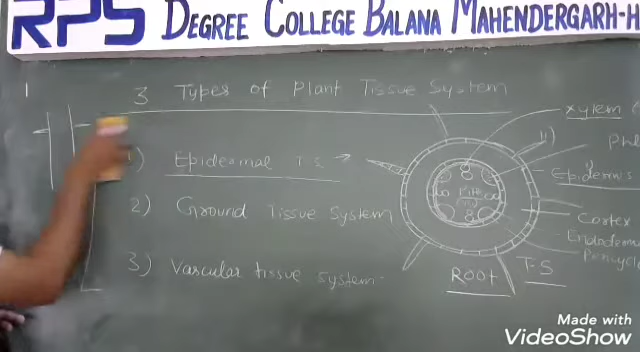 RPS DEGREE COLLEGE BALANA MAHENDERGARH-H
3 Types of Plant Tissue System
1) Epidermal T.S →
2) Ground Tissue System
3) Vascular tissue system
xylem
Phl
Epidermis
Cortex
Endoderm
Pericycle
Pith
Root T.S
Made with
VideoShow